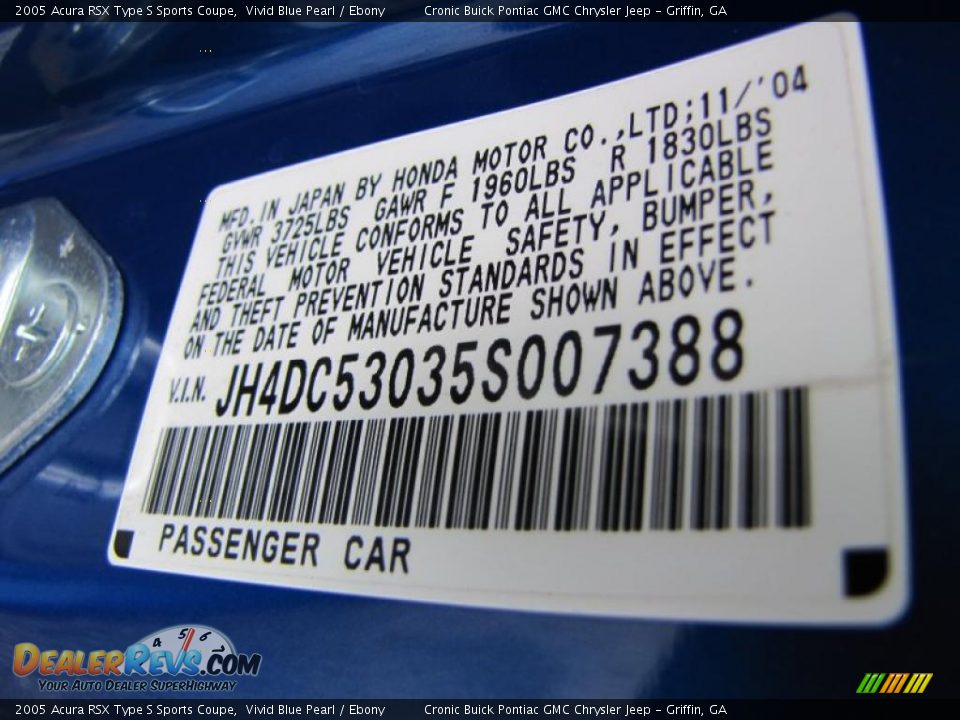 2005 Acura RSX Type S Sports Coupe, Vivid Blue Pearl / Ebony Cronic Buick Pontiac GMC Chrysler Jeep - Griffin, GA
MFD. IN JAPAN BY HONDA MOTOR CO.,LTD;11/'04
GVWR 3725LBS GAWR F 1960LBS R 1830LBS
THIS VEHICLE CONFORMS TO ALL APPLICABLE
FEDERAL MOTOR VEHICLE SAFETY, BUMPER,
AND THEFT PREVENTION STANDARDS IN EFFECT
ON THE DATE OF MANUFACTURE SHOWN ABOVE.
V.I.N. JH4DC53035S007388
PASSENGER CAR
4 5 6
DEALERREVS.COM
YOUR AUTO DEALER SUPERHIGHWAY
2005 Acura RSX Type S Sports Coupe, Vivid Blue Pearl / Ebony Cronic Buick Pontiac GMC Chrysler Jeep - Griffin, GA